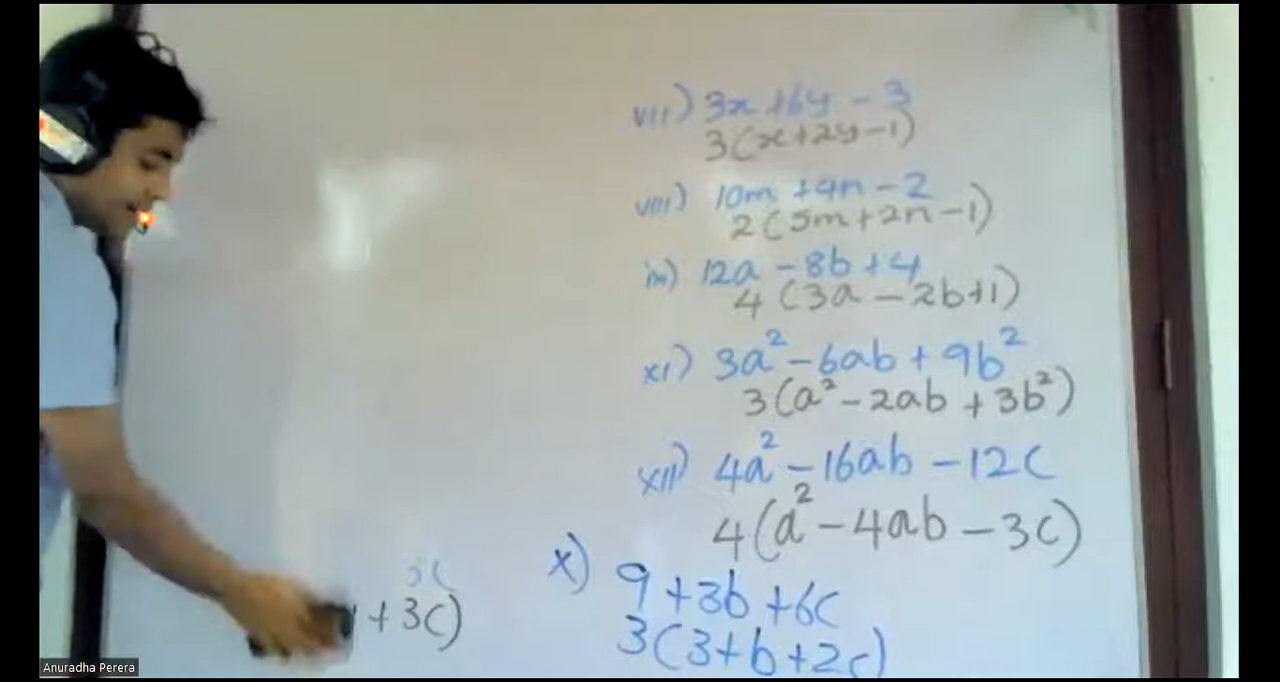 vii) 3x + 6y - 3
3(x+2y-1)
viii) 10m + 4n - 2
2(5m+2n-1)
ix) 12a - 8b + 4
4(3a - 2b+1)
xi) 3a² - 6ab + 9b²
3(a² - 2ab + 3b²)
xii) 4a² - 16ab - 12c
4(a² - 4ab - 3c)
x) 9 + 3b + 6c
3(3+b+2c)
+ 3c)
Anuradha Perera